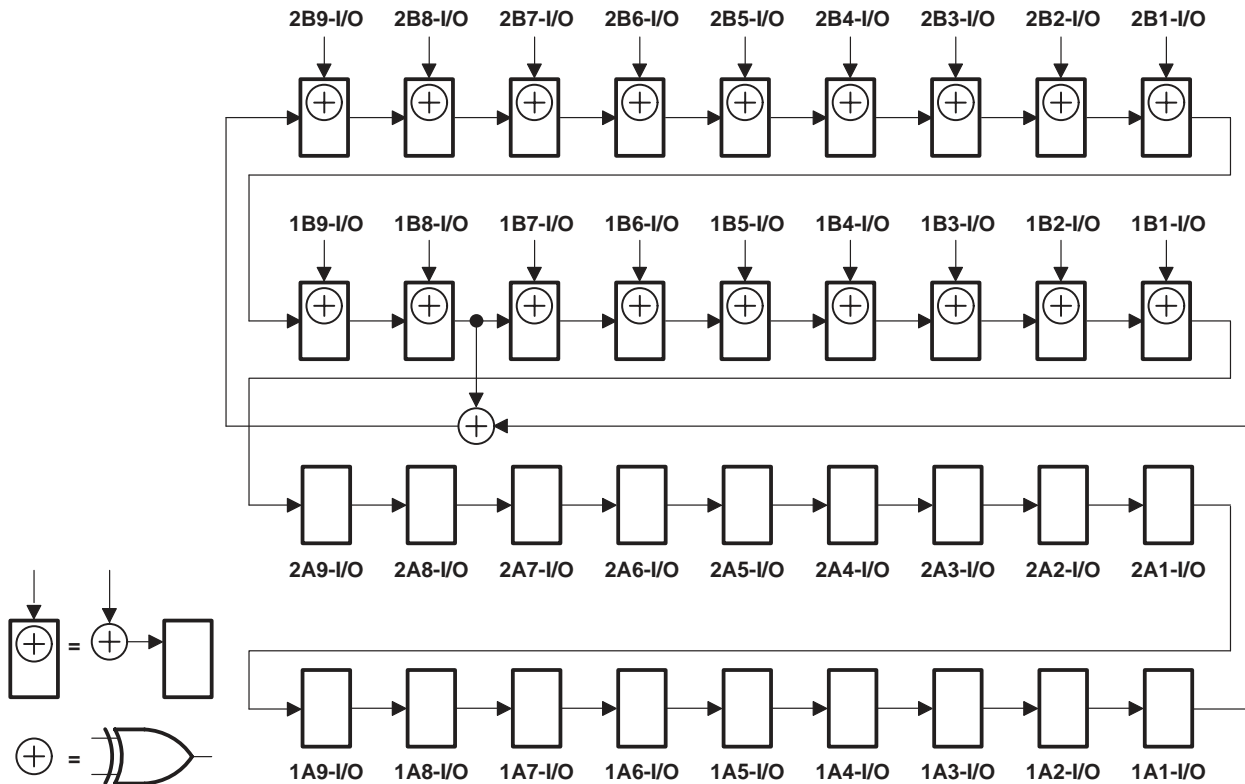 2B9-I/O 2B8-I/O 2B7-I/O 2B6-I/O 2B5-I/O 2B4-I/O 2B3-I/O 2B2-I/O 2B1-I/O
1B9-I/O 1B8-I/O 1B7-I/O 1B6-I/O 1B5-I/O 1B4-I/O 1B3-I/O 1B2-I/O 1B1-I/O
2A9-I/O 2A8-I/O 2A7-I/O 2A6-I/O 2A5-I/O 2A4-I/O 2A3-I/O 2A2-I/O 2A1-I/O
=
=
1A9-I/O 1A8-I/O 1A7-I/O 1A6-I/O 1A5-I/O 1A4-I/O 1A3-I/O 1A2-I/O 1A1-I/O